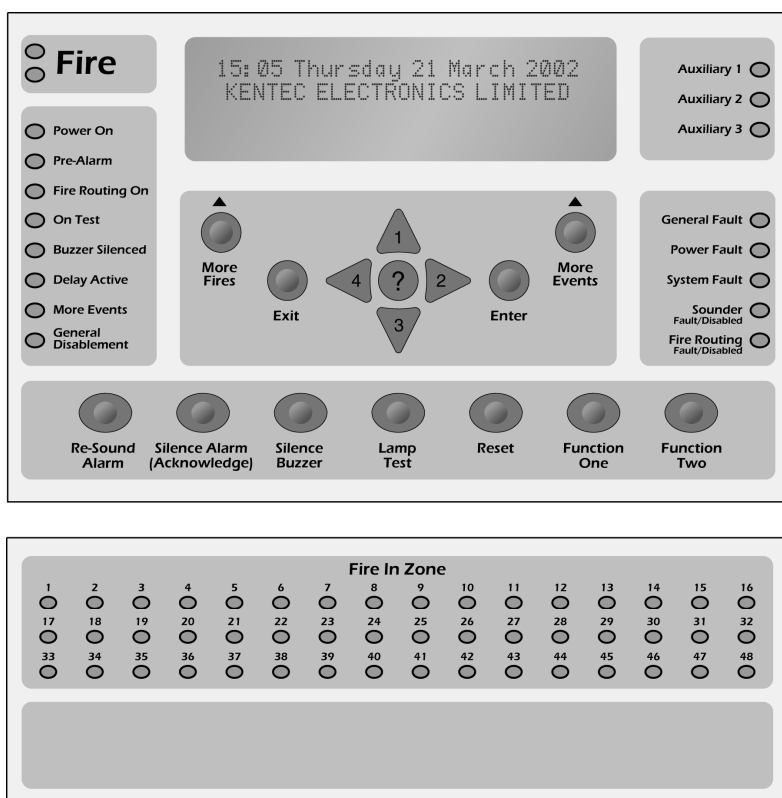 Fire
15:05 Thursday 21 March 2002
KENTEC ELECTRONICS LIMITED
Auxiliary 1
Auxiliary 2
Auxiliary 3
Power On
Pre-Alarm
Fire Routing On
On Test
Buzzer Silenced
Delay Active
More Events
General
Disablement
More
Fires
Exit
1
4 ? 2
3
Enter
More
Events
General Fault
Power Fault
System Fault
Sounder
Fault/Disabled
Fire Routing
Fault/Disabled
Re-Sound
Alarm
Silence Alarm
(Acknowledge)
Silence
Buzzer
Lamp
Test
Reset
Function
One
Function
Two
Fire In Zone
1 2 3 4 5 6 7 8 9 10 11 12 13 14 15 16
17 18 19 20 21 22 23 24 25 26 27 28 29 30 31 32
33 34 35 36 37 38 39 40 41 42 43 44 45 46 47 48